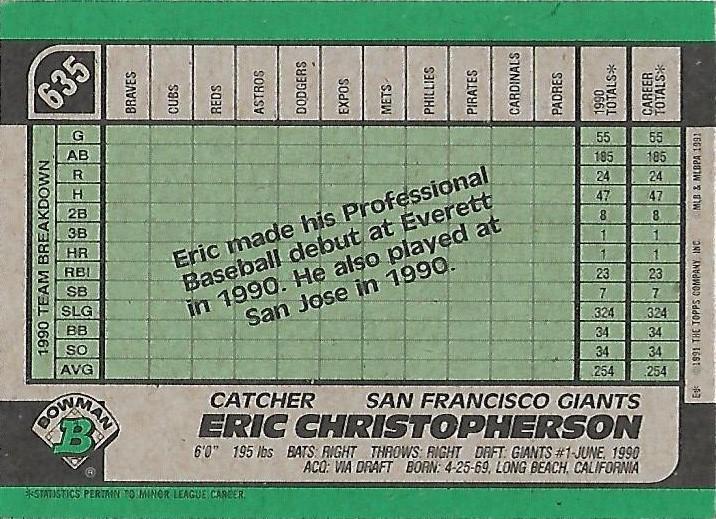 635
BRAVES CUBS REDS ASTROS DODGERS EXPOS METS PHILLIES PIRATES CARDINALS PADRES 1990 TOTALS* CAREER TOTALS*
1990 TEAM BREAKDOWN
G 55 55
AB 185 185
R 24 24
H 47 47
2B 8 8
3B 1 1
HR 1 1
RBI 23 23
SB 7 7
SLG .324 .324
BB 34 34
SO 34 34
AVG .254 .254
Eric made his Professional
Baseball debut at Everett
in 1990. He also played at
San Jose in 1990.
E8* © 1991 THE TOPPS COMPANY, INC. MLB & MLBPA 1991
BOWMAN
B
®
CATCHER SAN FRANCISCO GIANTS
ERIC CHRISTOPHERSON
6'0" 195 lbs BATS: RIGHT THROWS: RIGHT DRFT: GIANTS #1-JUNE, 1990
ACQ: VIA DRAFT BORN: 4-25-69, LONG BEACH, CALIFORNIA
*STATISTICS PERTAIN TO MINOR LEAGUE CAREER.